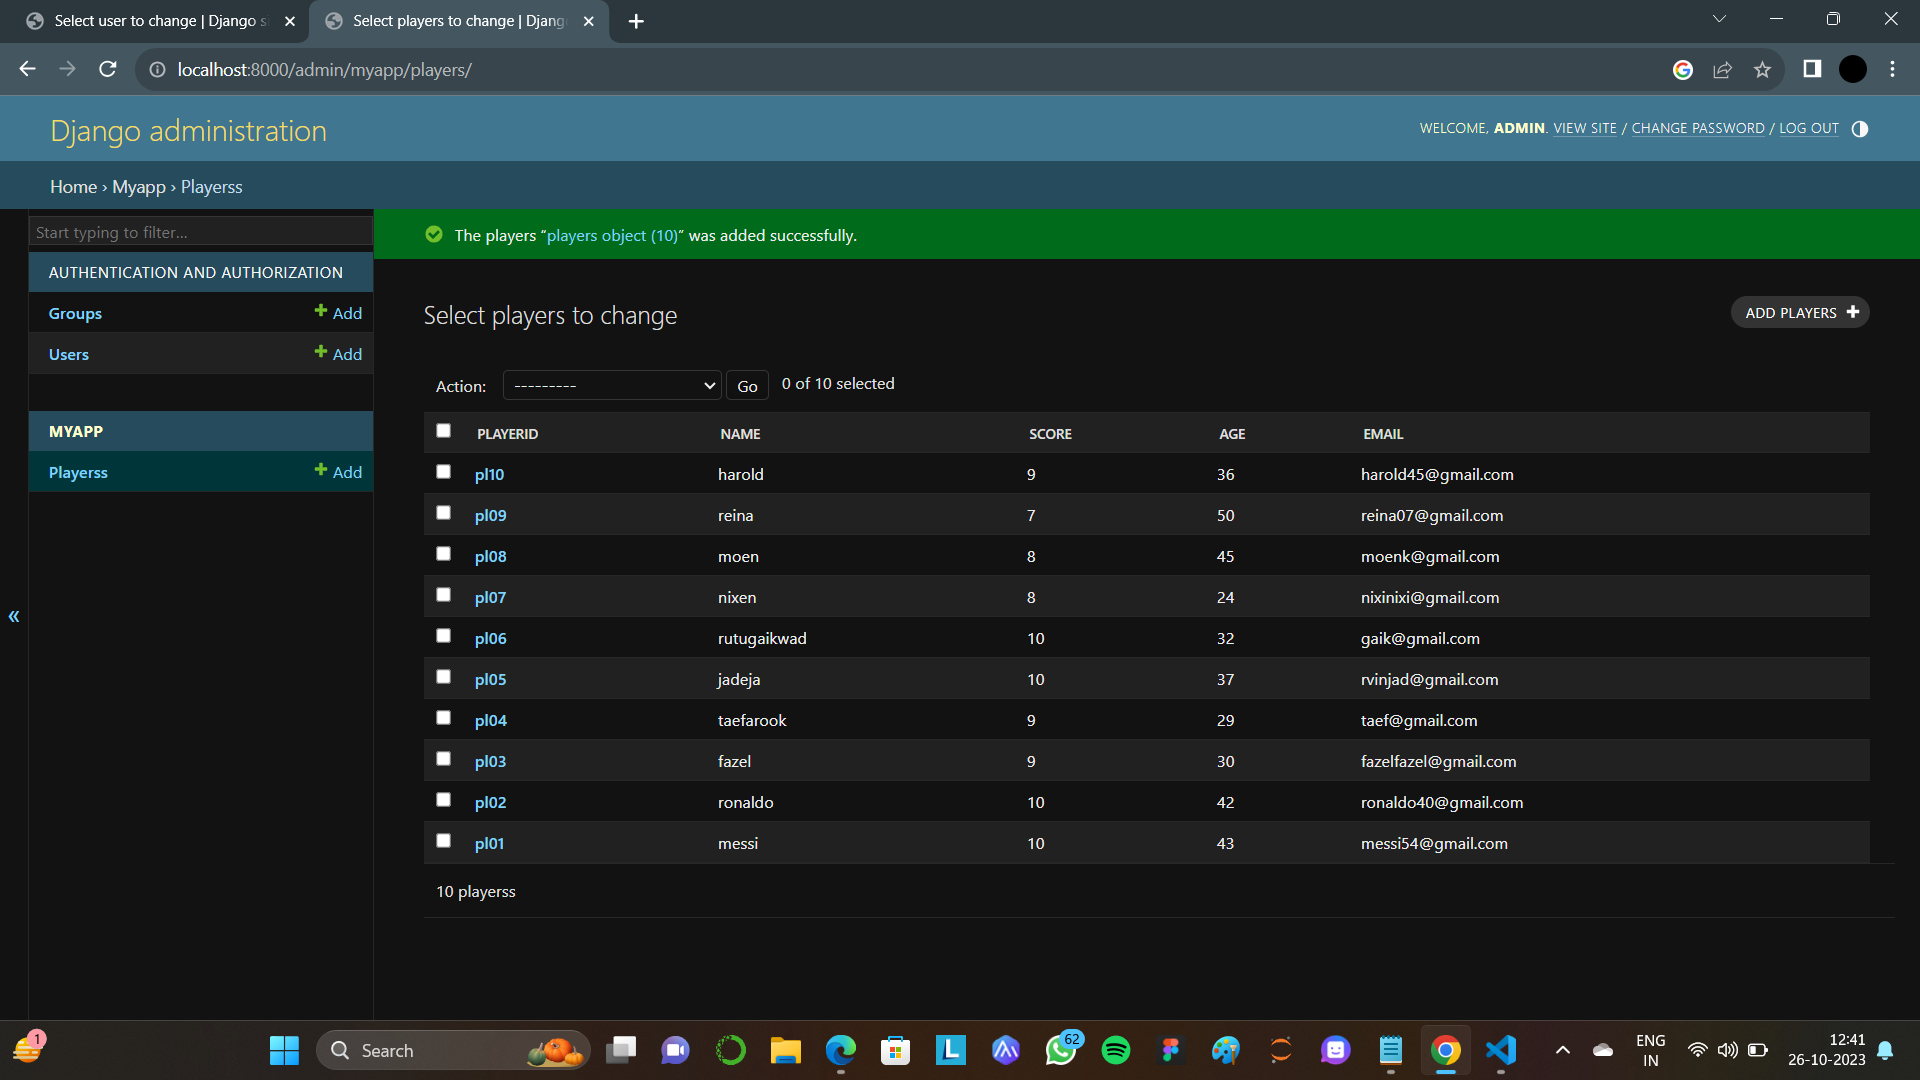 Select user to change | Django s
Select players to change | Djang
localhost:8000/admin/myapp/players/
Django administration
WELCOME, ADMIN. VIEW SITE / CHANGE PASSWORD / LOG OUT
Home › Myapp › Playerss
Start typing to filter...
AUTHENTICATION AND AUTHORIZATION
Groups + Add
Users + Add
MYAPP
Playerss + Add
«
The players “players object (10)” was added successfully.
Select players to change
ADD PLAYERS +
Action: --------- Go 0 of 10 selected
PLAYERID NAME SCORE AGE EMAIL
pl10 harold 9 36 harold45@gmail.com
pl09 reina 7 50 reina07@gmail.com
pl08 moen 8 45 moenk@gmail.com
pl07 nixen 8 24 nixinixi@gmail.com
pl06 rutugaikwad 10 32 gaik@gmail.com
pl05 jadeja 10 37 rvinjad@gmail.com
pl04 taefarook 9 29 taef@gmail.com
pl03 fazel 9 30 fazelfazel@gmail.com
pl02 ronaldo 10 42 ronaldo40@gmail.com
pl01 messi 10 43 messi54@gmail.com
10 playerss
1
Search
L
62
ENG
IN
12:41
26-10-2023